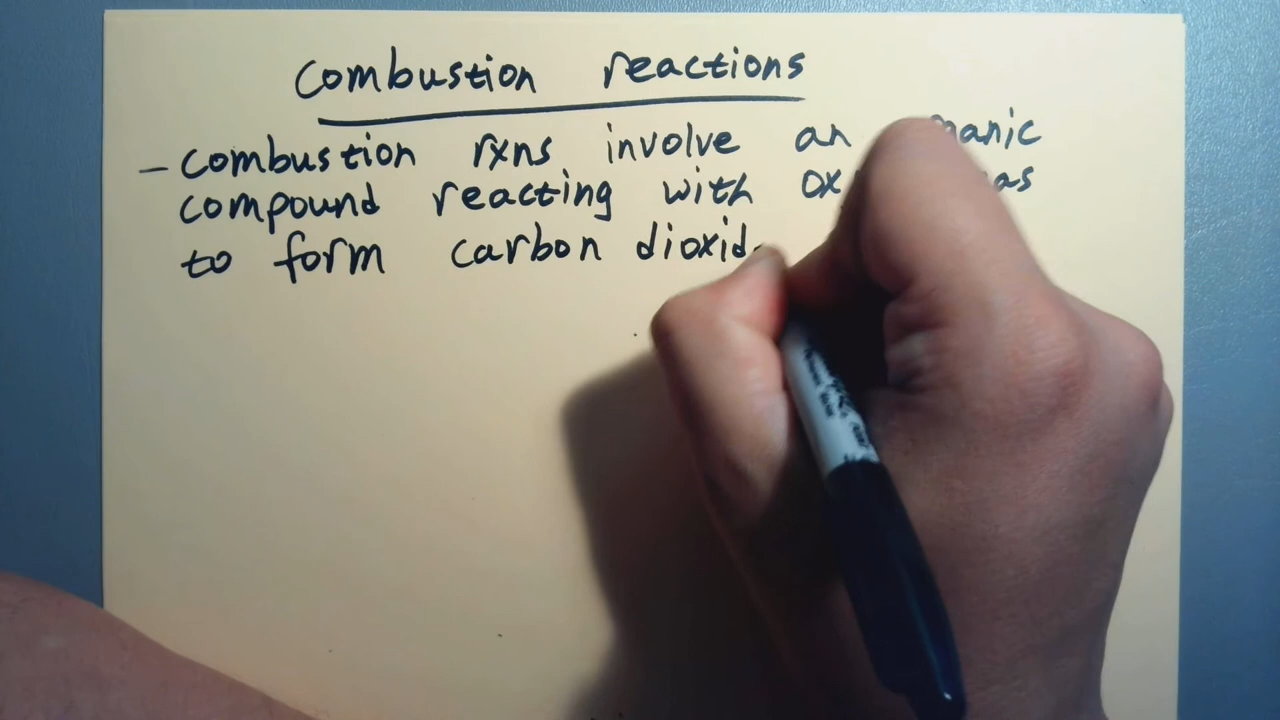 Combustion reactions
- Combustion rxns involve an
compound reacting with
to form carbon